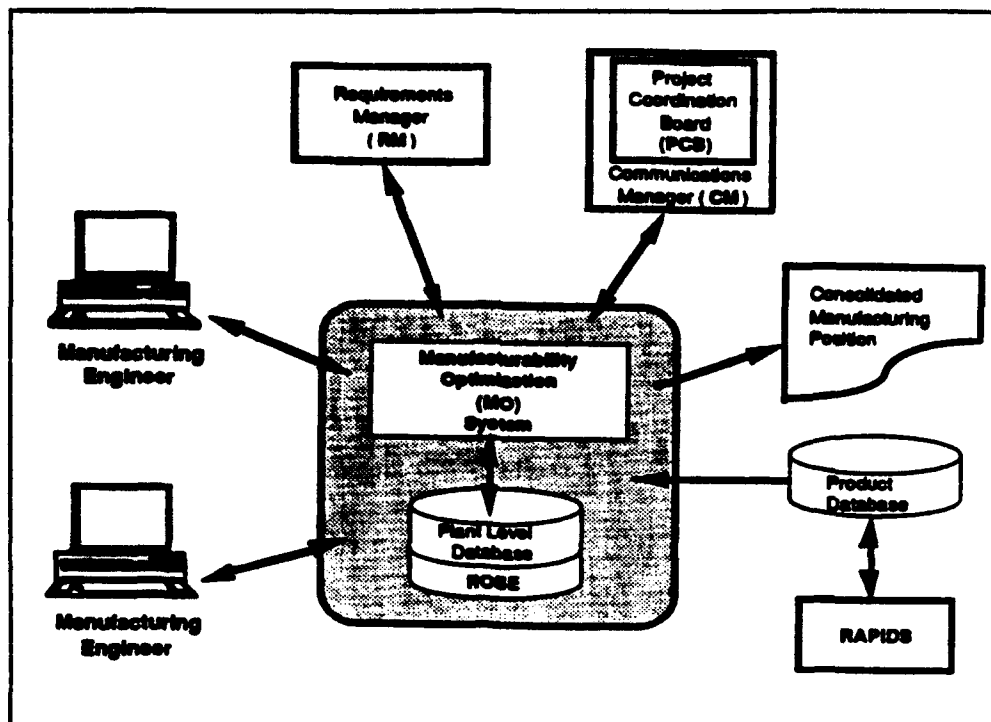 Requirements
Manager
( RM )
Project
Coordination
Board
(PCB)
Communications
Manager ( CM )
Manufacturing
Engineer
Consolidated
Manufacturing
Position
Manufacturability
Optimization
(MO)
System
Plant Level
Database
ROSE
Product
Database
Manufacturing
Engineer
RAPIDS